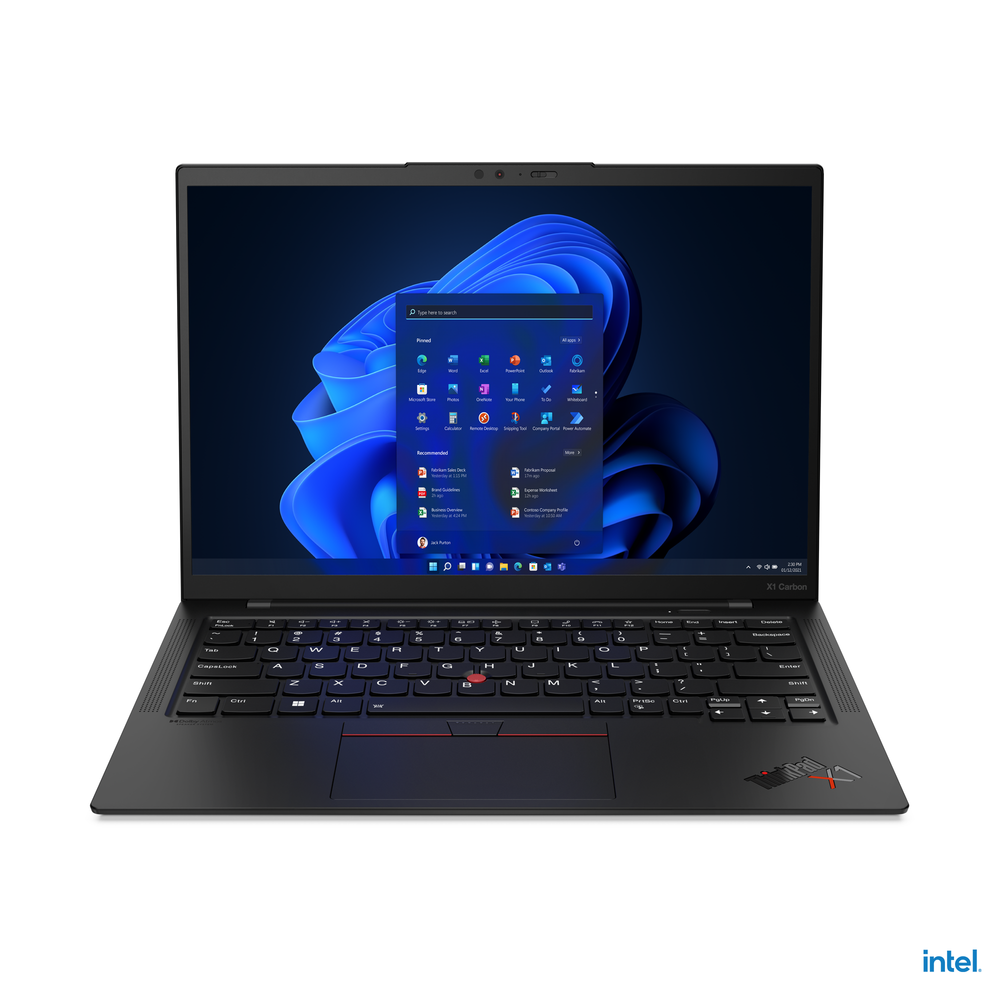 Type here to search
Pinned
All apps >
Edge Word Excel PowerPoint Outlook Fabrikam
Microsoft Store Photos OneNote Your Phone To Do Whiteboard
Settings Calculator Remote Desktop Snipping Tool Company Portal Power Automate
Recommended
More >
Fabrikam Sales Deck
Yesterday at 1:15 PM
Fabrikam Proposal
17m ago
Brand Guidelines
2h ago
Expense Worksheet
12h ago
Business Overview
Yesterday at 4:24 PM
Contoso Company Profile
Yesterday at 10:50 AM
Jack Purton
2:30 PM
01/12/2021
X1 Carbon
Esc F1 F2 F3 F4 F5 F6 F7 F8 F9 F10 F11 F12 Home End Insert Delete
FnLock
~ ! @ # $ % ^ & * ( ) — + Backspace
` 1 2 3 4 5 6 7 8 9 0 - =
Tab Q W E R T Y U I O P { } |
[ ] \
CapsLock A S D F G H J K L : " Enter
; '
Shift Z X C V B N M < > ? Shift
, . /
Fn Ctrl Alt Alt PrtSc Ctrl PgUp ↑ PgDn
← ↓ →
Dolby Atmos
SPEAKER SYSTEM
ThinkPad X1
intel®